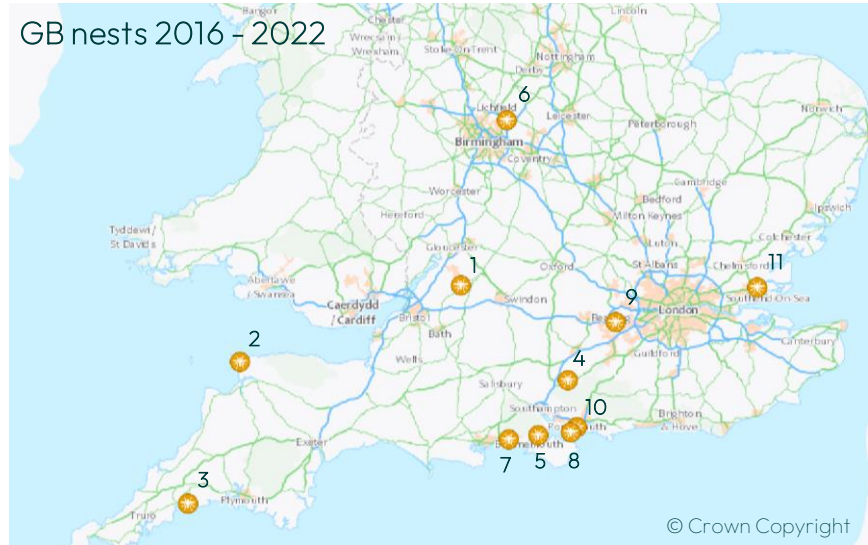 GB nests 2016 - 2022
Bangor
Chester
Lincoln
Wrecsam /
Wrexham
Stoke-On-Trent
Nottingham
Derby
6
Lichfield
Leicester
Norwich
Peterborough
Birmingham
Coventry
Worcester
Cambridge
Bedford
Hereford
Milton Keynes
Ipswich
Tyddewi /
St Davids
Gloucester
Luton
Colchester
1
Oxford
St Albans
Chelmsford
11
Abertawe
/ Swansea
Swindon
Southend-On-Sea
Caerdydd
/ Cardiff
Bristol
9
London
Bath
Canterbury
2
Wells
Guildford
4
Salisbury
Southampton
10
Brighton
& Hove
Exeter
7
5
8
3
Plymouth
Truro
© Crown Copyright